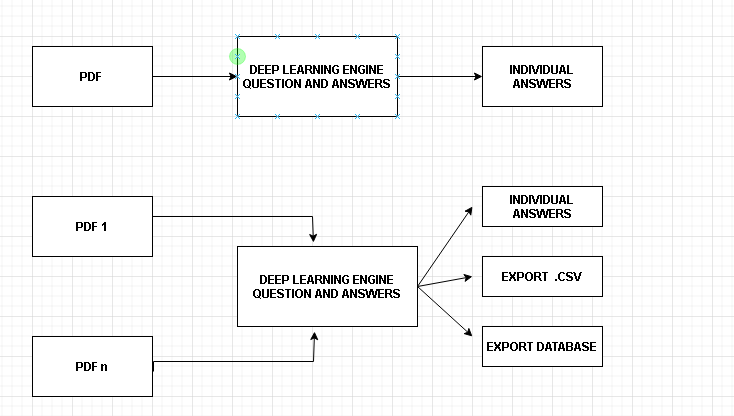 PDF
DEEP LEARNING ENGINE
QUESTION AND ANSWERS
INDIVIDUAL
ANSWERS
PDF 1
DEEP LEARNING ENGINE
QUESTION AND ANSWERS
INDIVIDUAL
ANSWERS
EXPORT .CSV
EXPORT DATABASE
PDF n